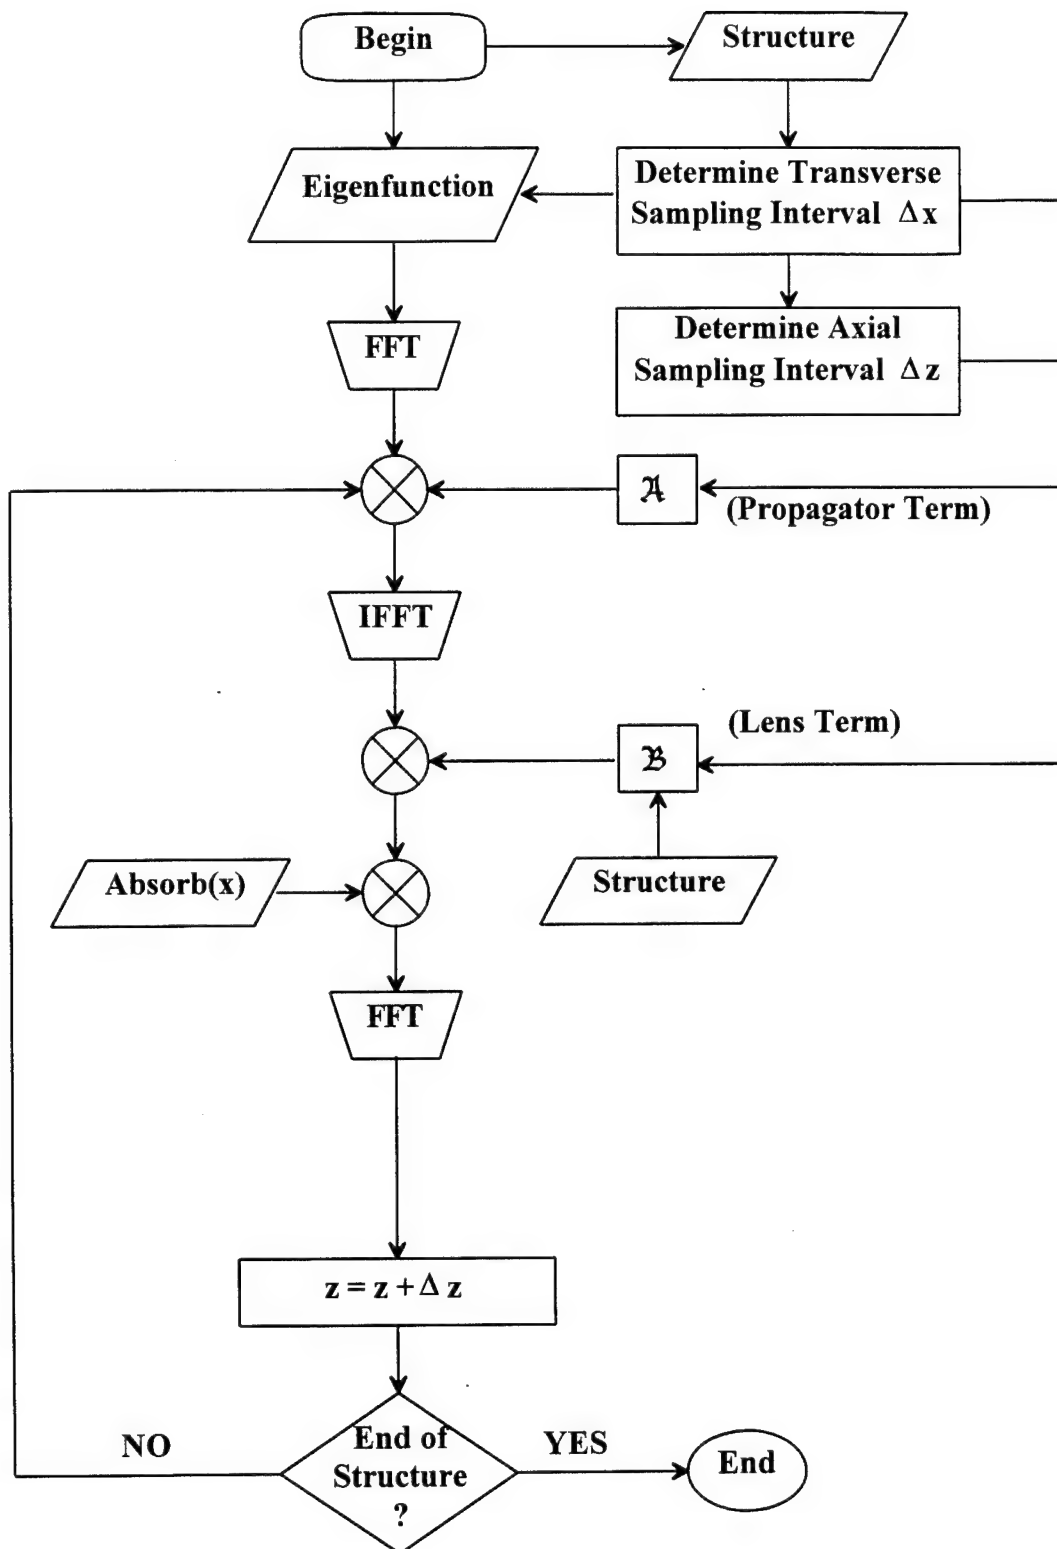 Begin
Structure
Eigenfunction
Determine Transverse
Sampling Interval Δx
FFT
Determine Axial
Sampling Interval Δz
𝔄
(Propagator Term)
IFFT
(Lens Term)
𝔅
Absorb(x)
Structure
FFT
z = z + Δ z
NO
End of
Structure
?
YES
End